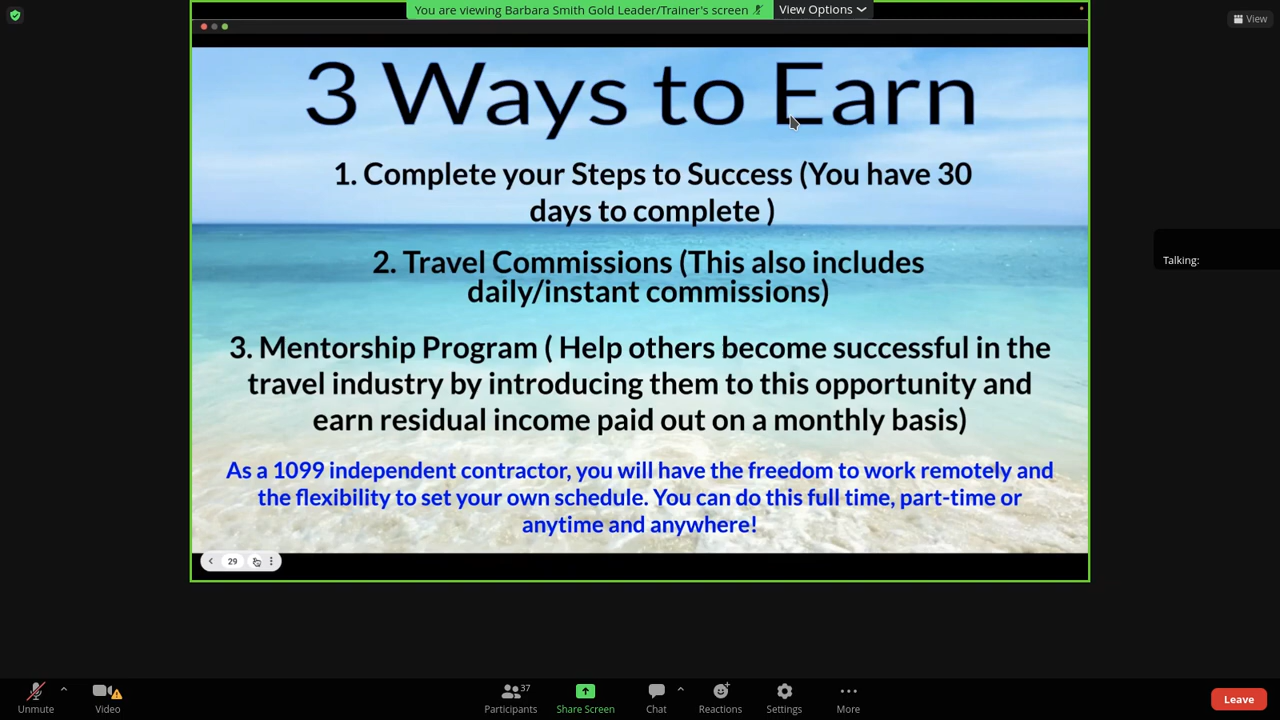 You are viewing Barbara Smith Gold Leader/Trainer's screen
View Options
View
3 Ways to Earn
1. Complete your Steps to Success (You have 30
days to complete )
2. Travel Commissions (This also includes
daily/instant commissions)
Talking:
3. Mentorship Program ( Help others become successful in the
travel industry by introducing them to this opportunity and
earn residual income paid out on a monthly basis)
As a 1099 independent contractor, you will have the freedom to work remotely and
the flexibility to set your own schedule. You can do this full time, part-time or
anytime and anywhere!
29
Unmute
Video
Participants
37
Share Screen
Chat
Reactions
Settings
More
Leave